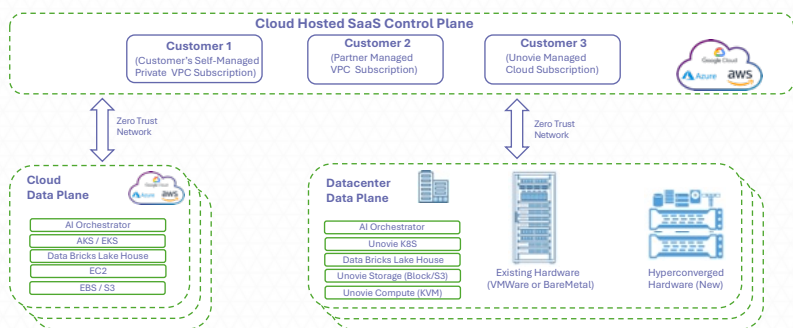 Cloud Hosted SaaS Control Plane
Customer 1
(Customer's Self-Managed
Private VPC Subscription)
Customer 2
(Partner Managed
VPC Subscription)
Customer 3
(Unovie Managed
Cloud Subscription)
Google Cloud
Azure
aws
Zero Trust
Network
Zero Trust
Network
Cloud
Data Plane
Google Cloud
Azure
aws
AI Orchestrator
AKS / EKS
Data Bricks Lake House
EC2
EBS / S3
Datacenter
Data Plane
AI Orchestrator
Unovie K8S
Data Bricks Lake House
Unovie Storage (Block/S3)
Unovie Compute (KVM)
Existing Hardware
(VMWare or BareMetal)
Hyperconverged
Hardware (New)